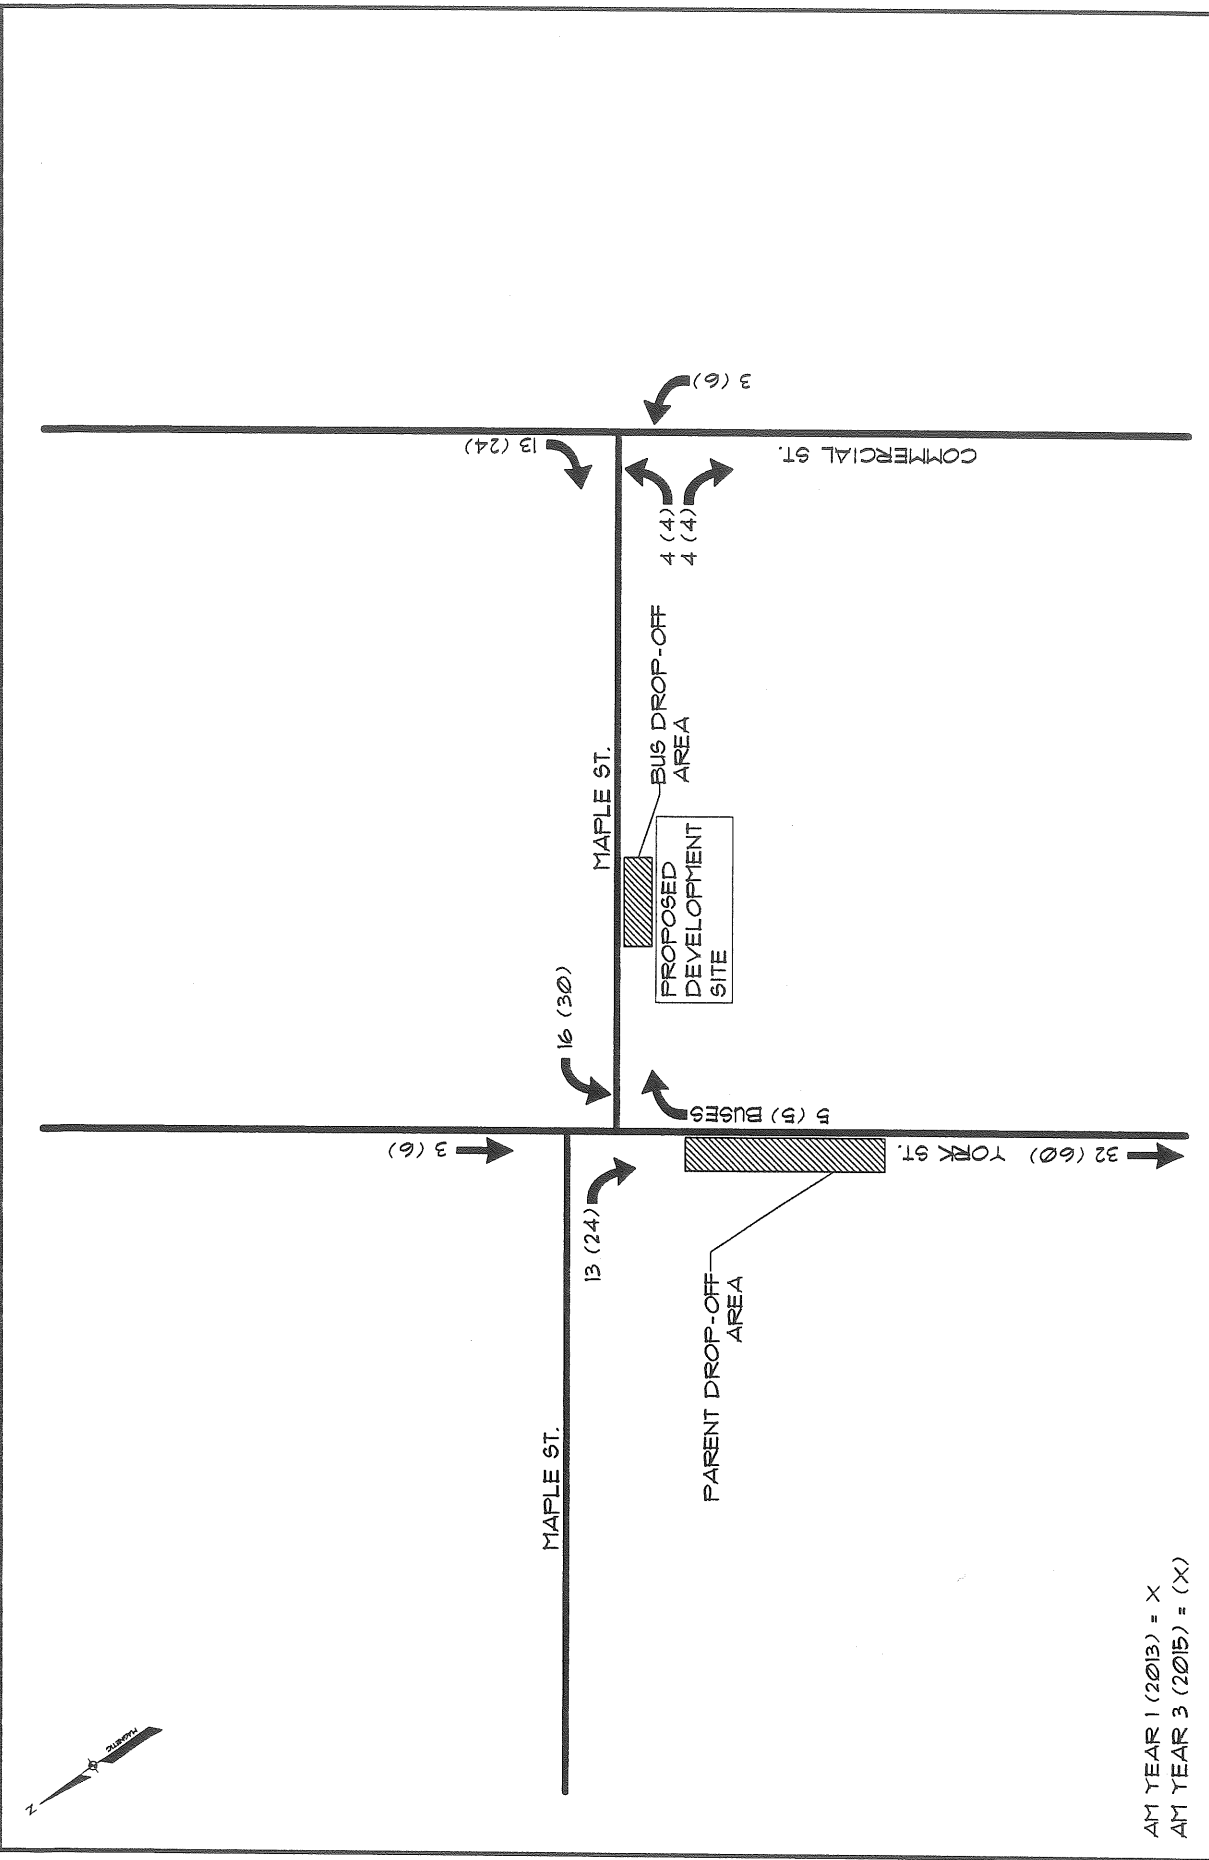 N
MAGNETIC
MAPLE ST.
13 (24)
3 (6)
16 (30)
MAPLE ST.
13 (24)
3 (6)
4 (4)
4 (4)
COMMERCIAL ST.
BUS DROP-OFF
AREA
PROPOSED
DEVELOPMENT
SITE
5 (5) BUSES
YORK ST.
32 (60)
PARENT DROP-OFF
AREA
AM YEAR 1 (2013) = X
AM YEAR 3 (2015) = (X)